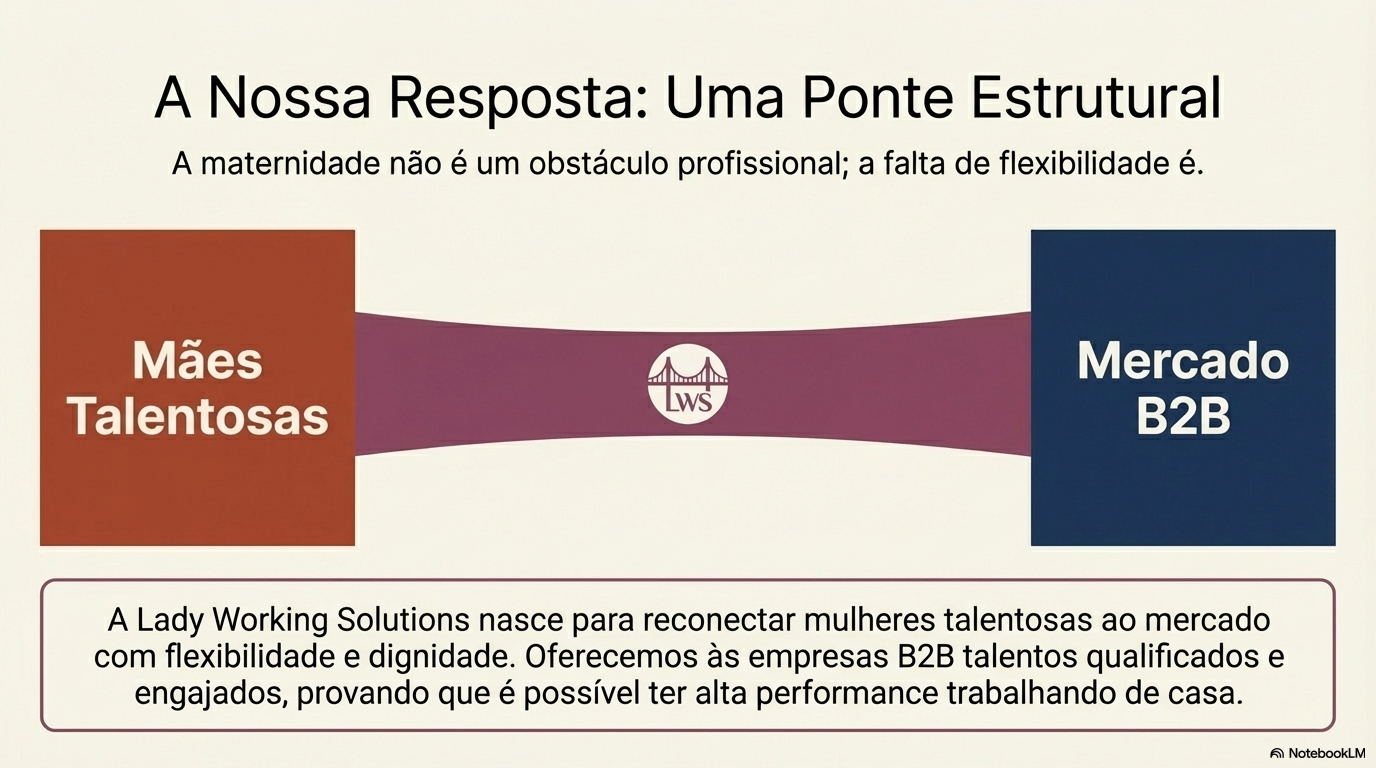 A Nossa Resposta: Uma Ponte Estrutural
A maternidade não é um obstáculo profissional; a falta de flexibilidade é.
Mães
Talentosas
LWS
Mercado
B2B
A Lady Working Solutions nasce para reconectar mulheres talentosas ao mercado
com flexibilidade e dignidade. Oferecemos às empresas B2B talentos qualificados e
engajados, provando que é possível ter alta performance trabalhando de casa.
NotebookLM